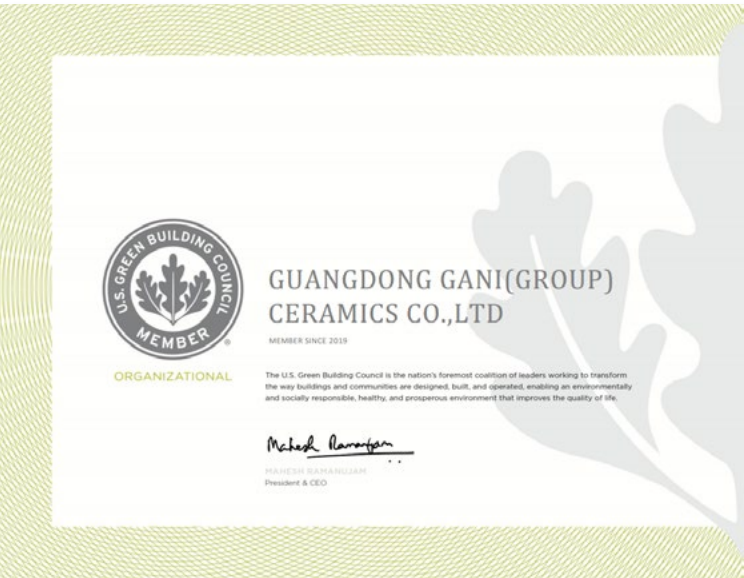 U.S. GREEN BUILDING COUNCIL
MEMBER
®
ORGANIZATIONAL
GUANGDONG GANI(GROUP)
CERAMICS CO.,LTD
MEMBER SINCE 2019
The U.S. Green Building Council is the nation's foremost coalition of leaders working to transform
the way buildings and communities are designed, built, and operated, enabling an environmentally
and socially responsible, healthy, and prosperous environment that improves the quality of life.
Mahesh Ramanujam
MAHESH RAMANUJAM
President & CEO